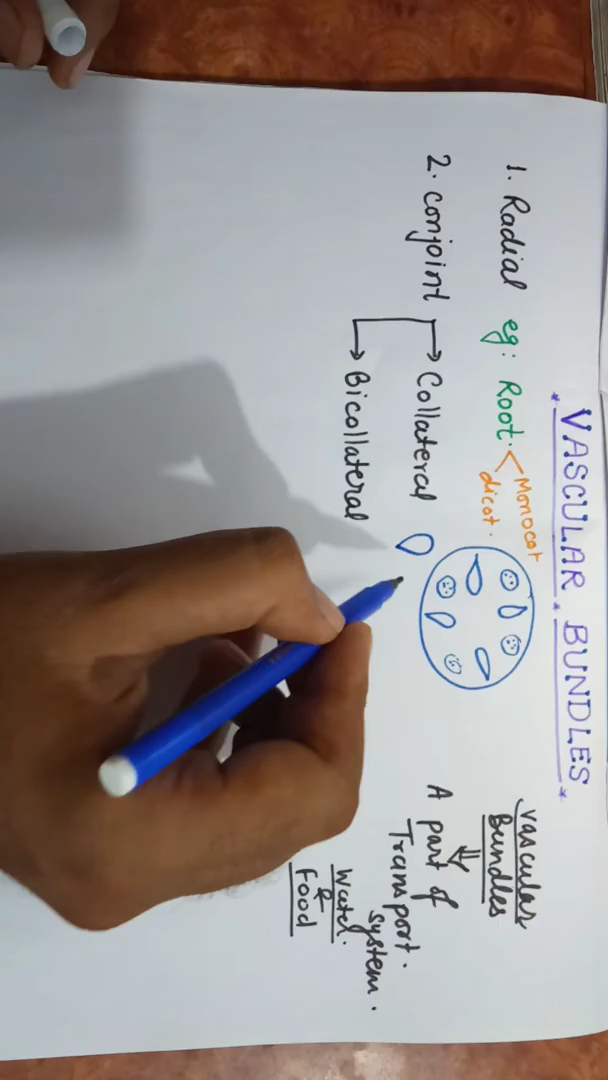 * VASCULAR BUNDLES *
1. Radial eg: Root.
Monocot
dicot.
2. Conjoint
Collateral
Bicollateral
Vascular
Bundles
A part of
Transport
system.
Water.
&
Food